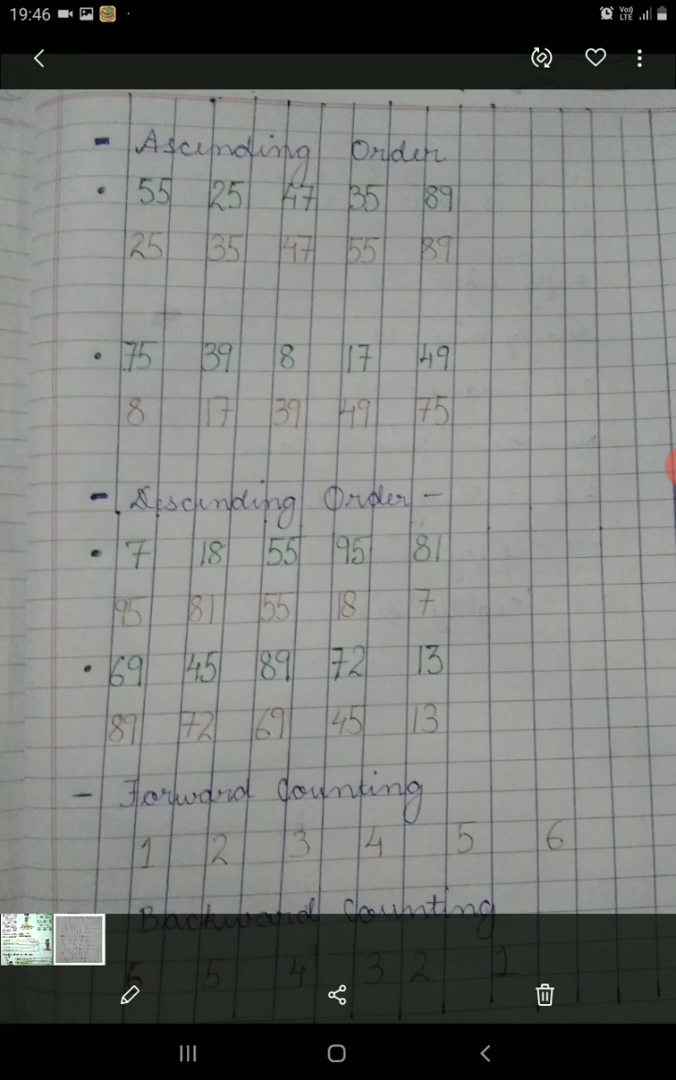 19:46
Voo) LTE
- Ascending Order
• 55 25 47 35 89
25 35 47 55 89
• 75 39 8 17 49
8 17 39 49 75
- Descending Order -
• 7 18 55 95 81
95 81 55 18 7
• 69 45 89 72 13
89 72 69 45 13
- Forward Counting
1 2 3 4 5 6
Backward Counting
6 5 4 3 2 1